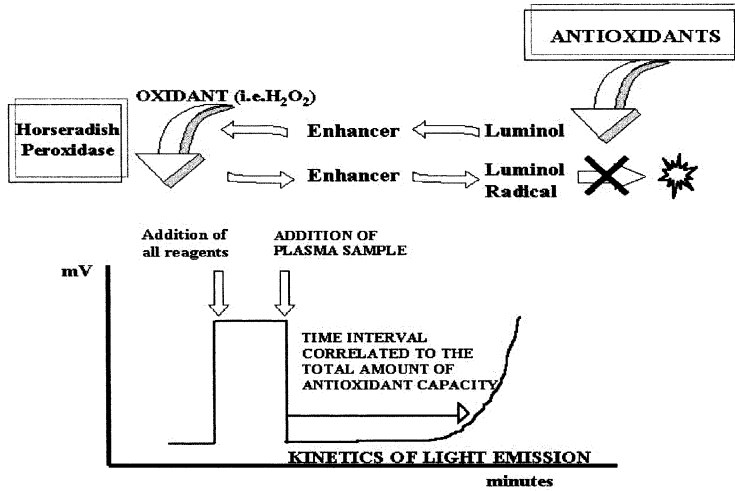 ANTIOXIDANTS
OXIDANT (i.e.H₂O₂)
Horseradish
Peroxidase
Enhancer
Luminol
Enhancer
Luminol
Radical
Addition of
all reagents
ADDITION OF
PLASMA SAMPLE
mV
TIME INTERVAL
CORRELATED TO THE
TOTAL AMOUNT OF
ANTIOXIDANT CAPACITY
KINETICS OF LIGHT EMISSION
minutes